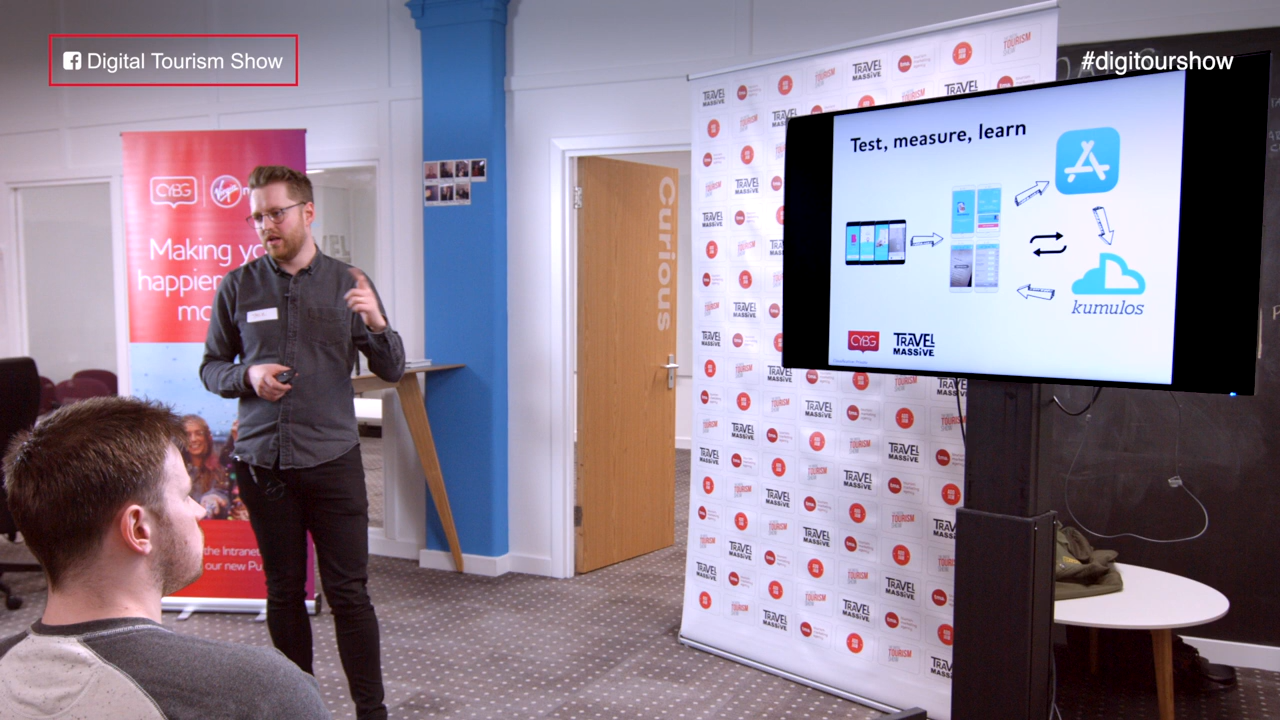 Digital Tourism Show
#digitourshow
Test, measure, learn
kumulos
CYBG
TRAVEL
MASSIVE
CYBG
Virgin
Making yo
happier
mo
the Intranet
our new Pu
Curious